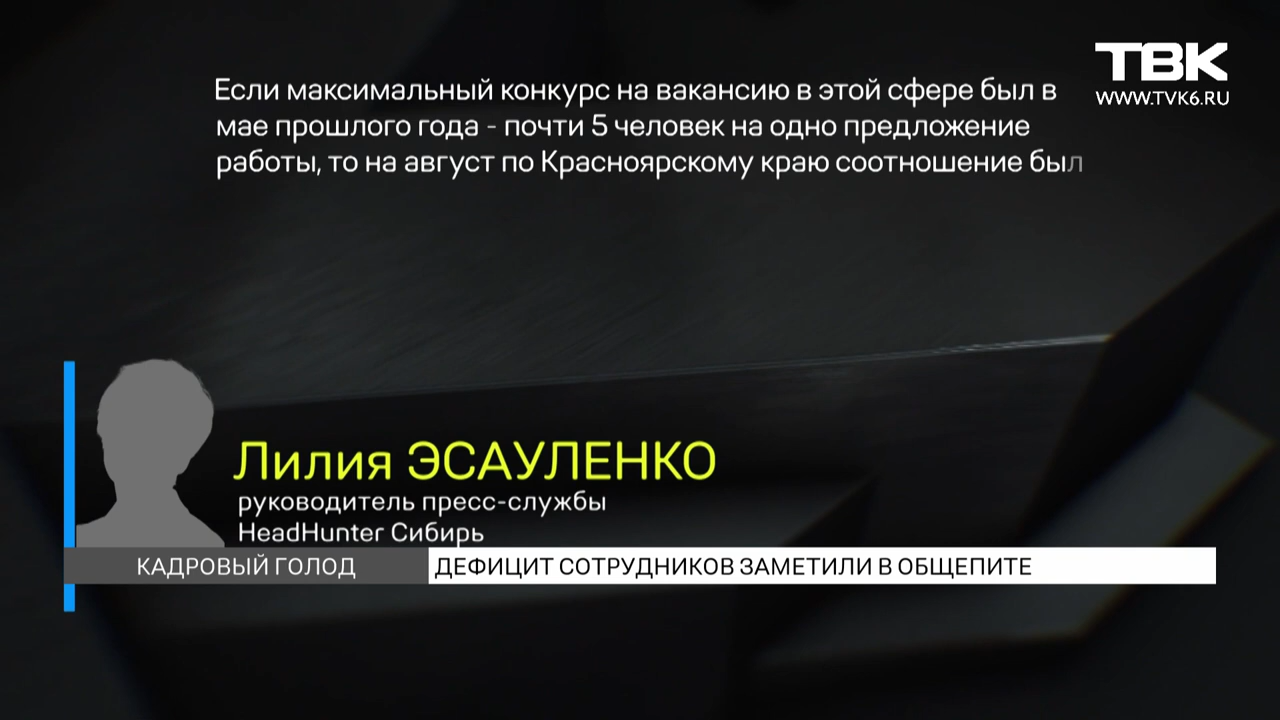 ТВК
WWW.TVK6.RU
Если максимальный конкурс на вакансию в этой сфере был в
мае прошлого года - почти 5 человек на одно предложение
работы, то на август по Красноярскому краю соотношение был
Лилия ЭСАУЛЕНКО
руководитель пресс-службы
HeadHunter Сибирь
КАДРОВЫЙ ГОЛОД
ДЕФИЦИТ СОТРУДНИКОВ ЗАМЕТИЛИ В ОБЩЕПИТЕ